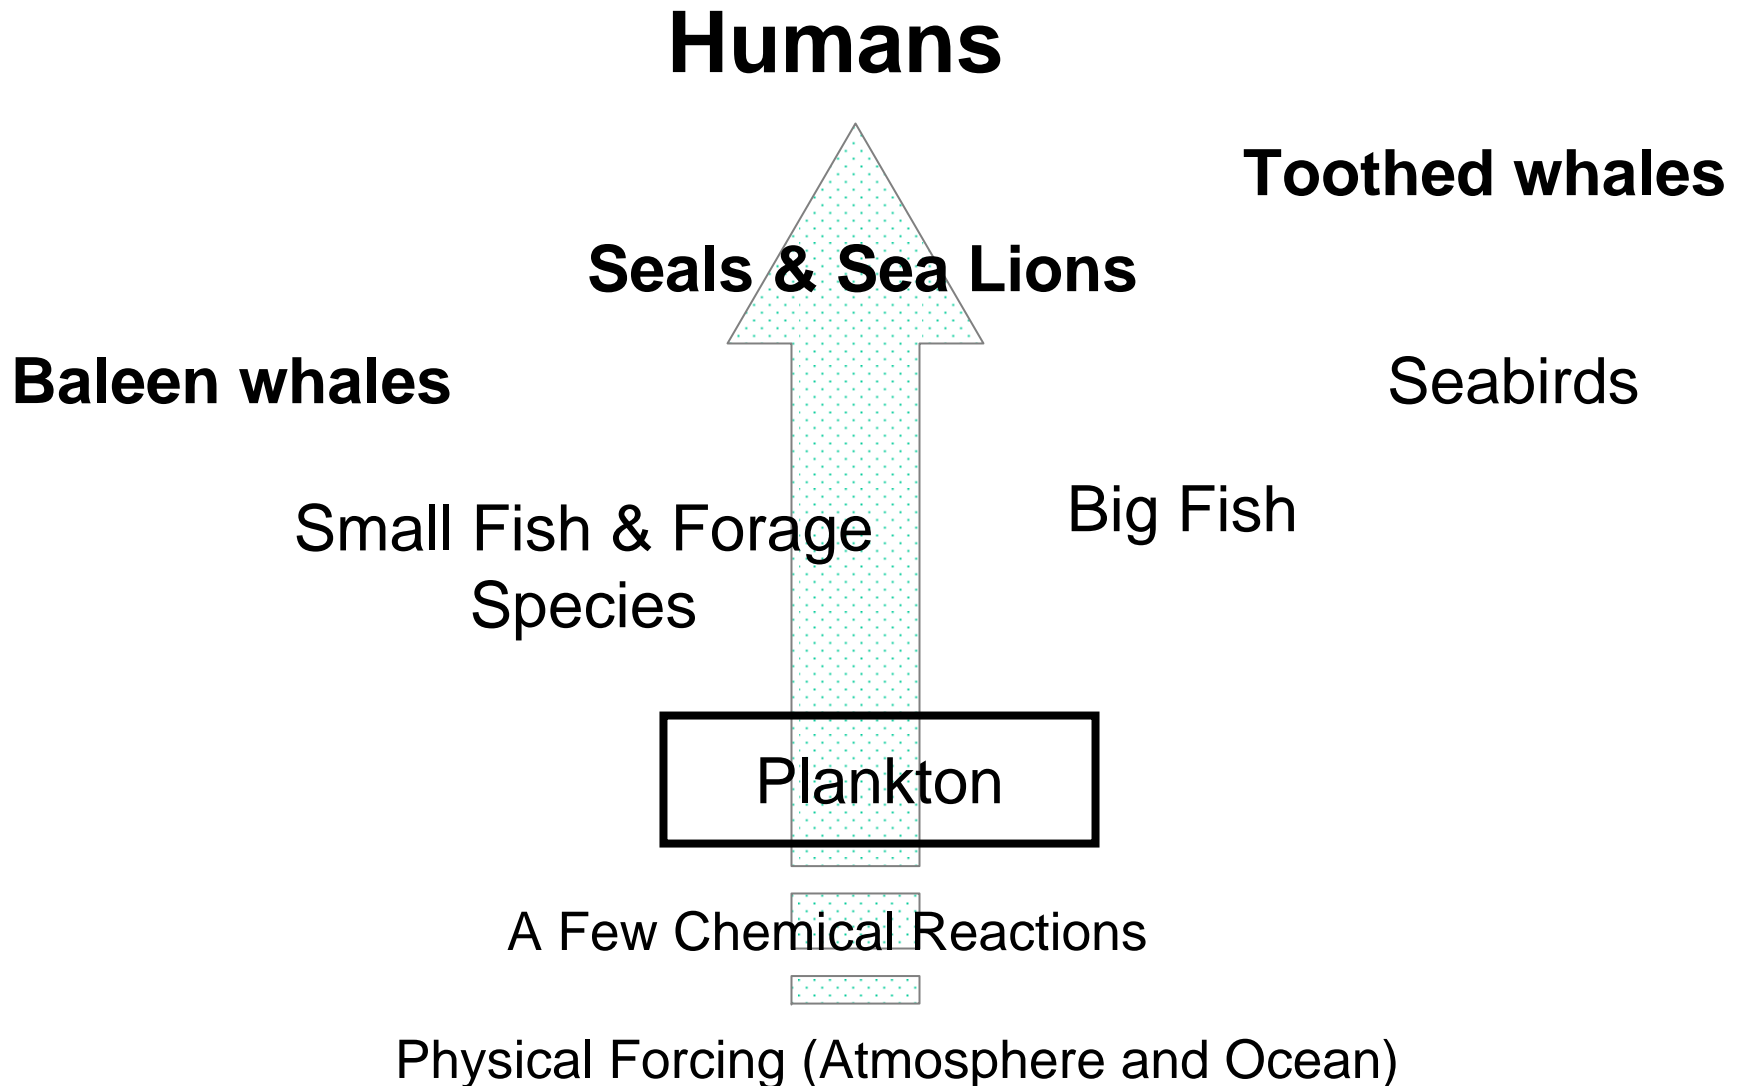 Humans
Toothed whales
Seals & Sea Lions
Baleen whales
Seabirds
Big Fish
Small Fish & Forage
Species
Plankton
A Few Chemical Reactions
Physical Forcing (Atmosphere and Ocean)